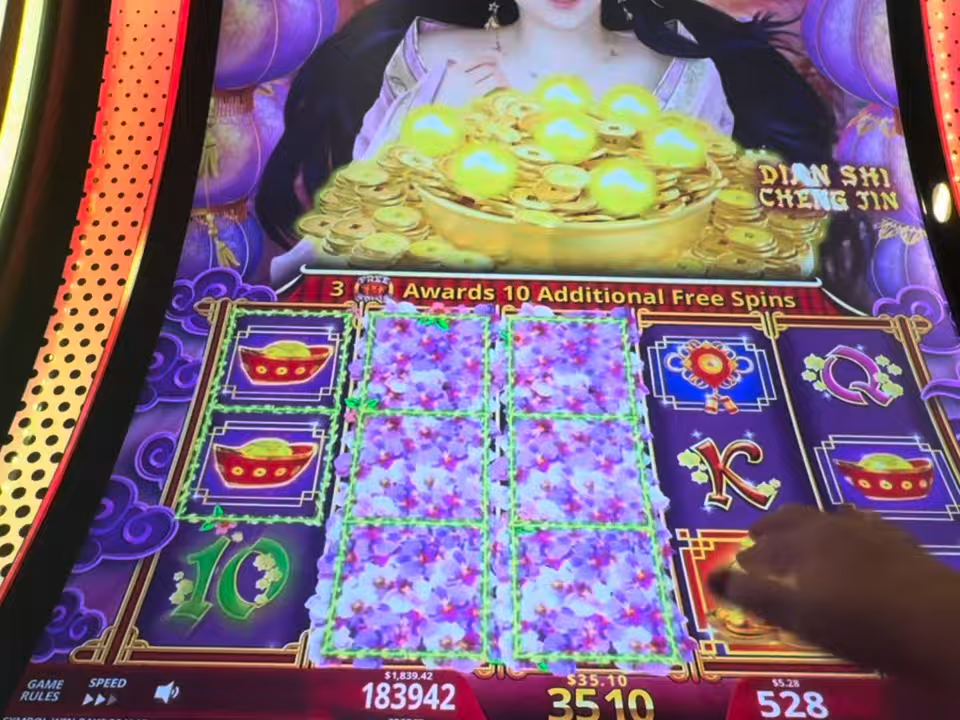 DIAN SHI
CHENG JIN
3 FREE Awards 10 Additional Free Spins
Q
K
10
GAME
RULES
SPEED
$1,839.42
183942
$35.10
3510
$5.28
528